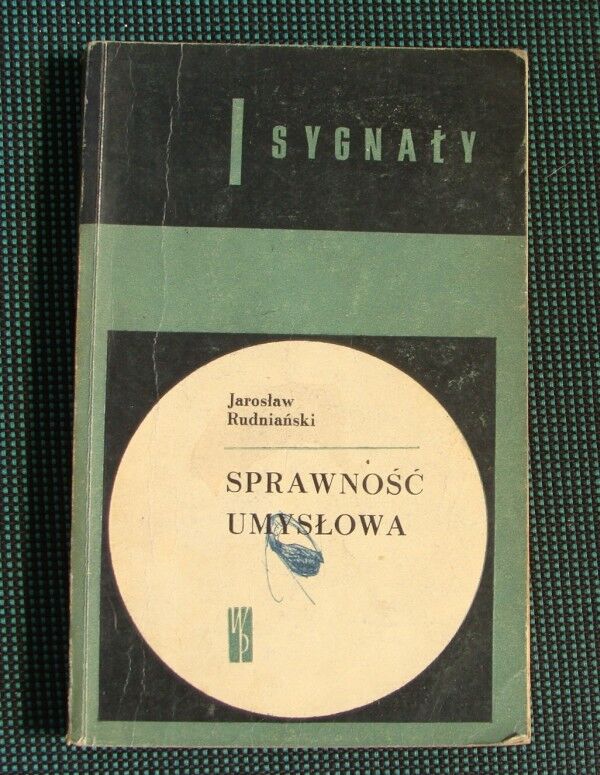 SYGNAŁY
Jarosław
Rudniański
SPRAWNOŚĆ
UMYSŁOWA
WP